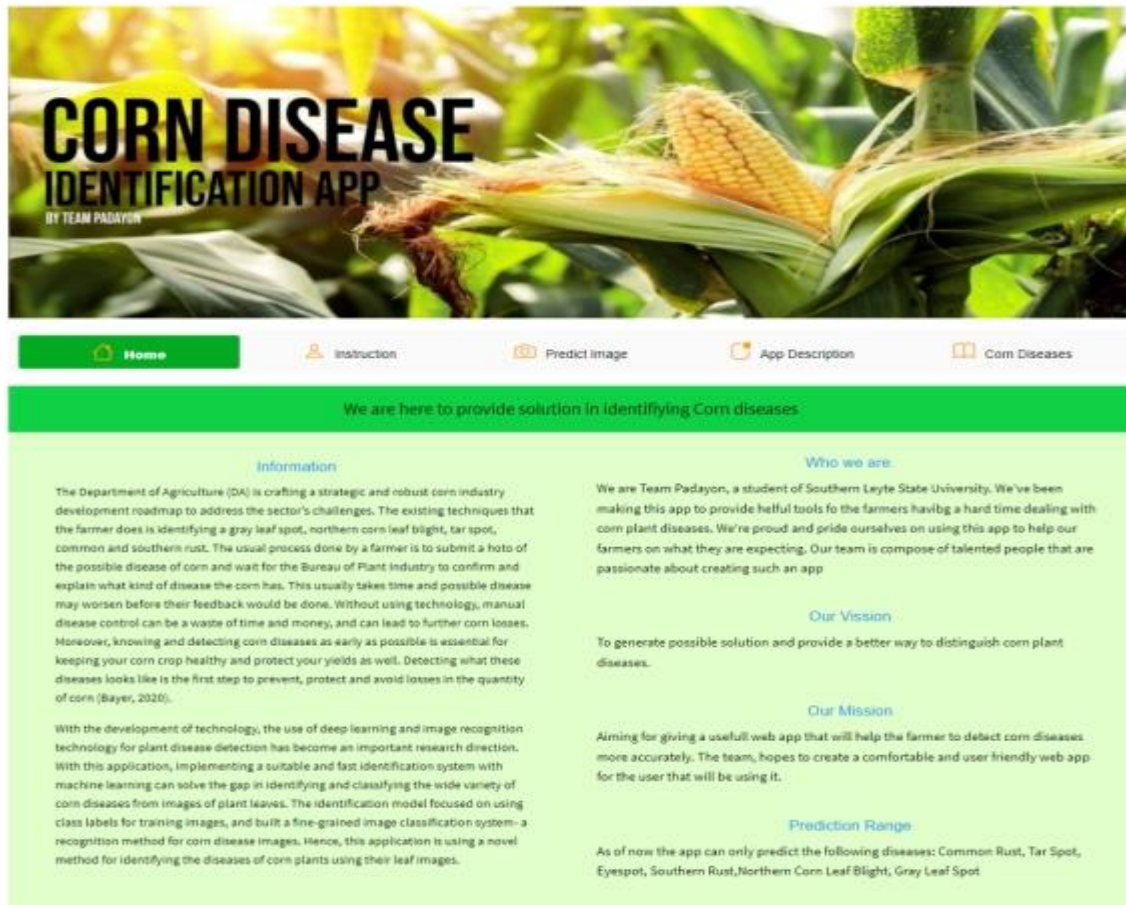 CORN DISEASE
IDENTIFICATION APP
BY TEAM PADAYON
Home
Instruction
Predict Image
App Description
Corn Diseases
We are here to provide solution in identifiying Corn diseases
Information
The Department of Agriculture (DA) is crafting a strategic and robust corn industry
development roadmap to address the sector's challenges. The existing techniques that
the farmer does is identifying a gray leaf spot, northern corn leaf blight, tar spot,
common and southern rust. The usual process done by a farmer is to submit a hoto of
the possible disease of corn and wait for the Bureau of Plant Industry to confirm and
explain what kind of disease the corn has. This usually takes time and possible disease
may worsen before their feedback would be done. Without using technology, manual
disease control can be a waste of time and money, and can lead to further corn losses.
Moreover, knowing and detecting corn diseases as early as possible is essential for
keeping your corn crop healthy and protect your yields as well. Detecting what these
diseases looks like is the first step to prevent, protect and avoid losses in the quantity
of corn (Bayer, 2020).
With the development of technology, the use of deep learning and image recognition
technology for plant disease detection has become an important research direction.
With this application, implementing a suitable and fast identification system with
machine learning can solve the gap in identifying and classifying the wide variety of
corn diseases from images of plant leaves. The identification model focused on using
class labels for training images, and built a fine-grained image classification system- a
recognition method for corn disease images. Hence, this application is using a novel
method for identifying the diseases of corn plants using their leaf images.
Who we are.
We are Team Padayon, a student of Southern Leyte State Uviversity. We've been
making this app to provide helful tools fo the farmers havibg a hard time dealing with
corn plant diseases. We're proud and pride ourselves on using this app to help our
farmers on what they are expecting. Our team is compose of talented people that are
passionate about creating such an app
Our Vission
To generate possible solution and provide a better way to distinguish corn plant
diseases.
Our Mission
Aiming for giving a usefull web app that will help the farmer to detect corn diseases
more accurately. The team, hopes to create a comfortable and user friendly web app
for the user that will be using it.
Prediction Range
As of now the app can only predict the following diseases: Common Rust, Tar Spot,
Eyespot, Southern Rust,Northern Corn Leaf Blight, Gray Leaf Spot